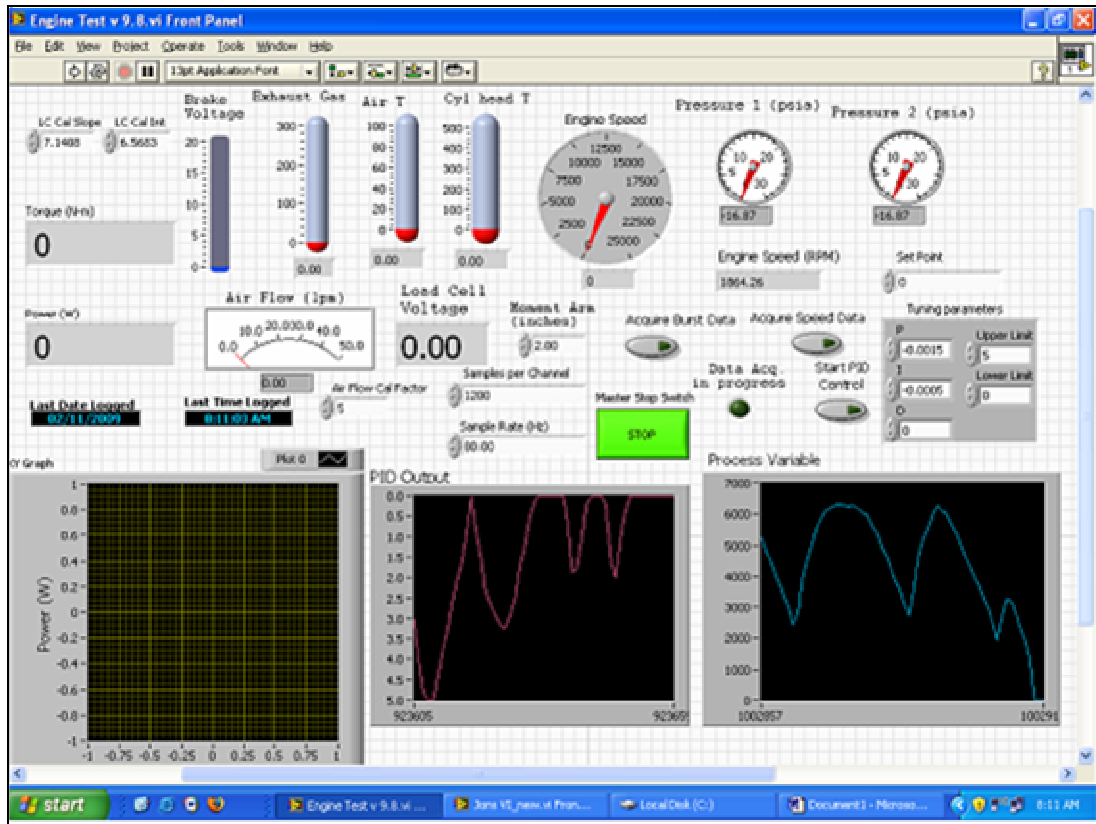 Engine Test v 9.8.vi Front Panel
File Edit View Project Operate Tools Window Help
13pt Application Font
LC Cal Slope
7.1408
LC Cal Int
6.5683
Brake Voltage
20
15
10
5
0
Exhaust Gas
300
200
100
0
0.00
Air T
100
80
60
40
20
0
0.00
Cyl head T
500
400
300
200
100
0
0.00
Engine Speed
0
2500
5000
7500
10000
12500
15000
17500
20000
22500
25000
0
Pressure 1 (psia)
5
10
20
30
-16.87
Pressure 2 (psia)
5
10
20
30
-16.87
Torque (N-m)
0
Engine Speed (RPM)
1864.26
Set Point
0
Power (W)
0
Air Flow (lpm)
0.0 10.0 20.0 30.0 40.0 50.0
0.00
Load Cell Voltage
0.00
Moment Arm (inches)
2.00
Acquire Burst Data
Acquire Speed Data
Tuning parameters
P
-0.0015
I
-0.0005
D
0
Upper Limit
5
Lower Limit
0
Last Date Logged
02/11/2009
Last Time Logged
8:11:03 AM
Air Flow Cal Factor
5
Samples per Channel
1200
Sample Rate (Hz)
80.00
Master Stop Switch
STOP
Data Acq. in progress
Start PID Control
XY Graph
Plot 0
Power (W)
1
0.8
0.6
0.4
0.2
0
-0.2
-0.4
-0.6
-0.8
-1
-1 -0.75 -0.5 -0.25 0 0.25 0.5 0.75 1
PID Output
0.0
0.5
1.0
1.5
2.0
2.5
3.0
3.5
4.0
4.5
5.0
923605
Process Variable
7000
6000
5000
4000
3000
2000
1000
0
1002857
100291
start
Engine Test v 9.8.vi ...
Jons VI_new.vi Fron...
Local Disk (C:)
Document1 - Microso...
8:11 AM